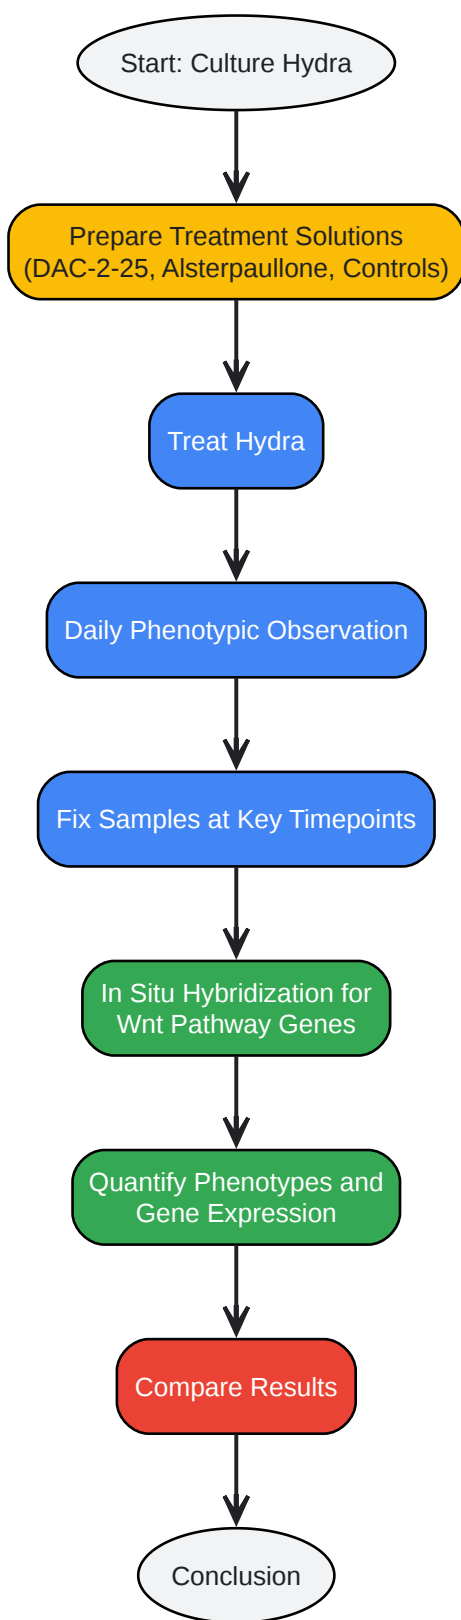 Start: Culture Hydra
Prepare Treatment Solutions
(DAC-2-25, Alsterpaullone, Controls)
Treat Hydra
Daily Phenotypic Observation
Fix Samples at Key Timepoints
In Situ Hybridization for
Wnt Pathway Genes
Quantify Phenotypes and
Gene Expression
Compare Results
Conclusion